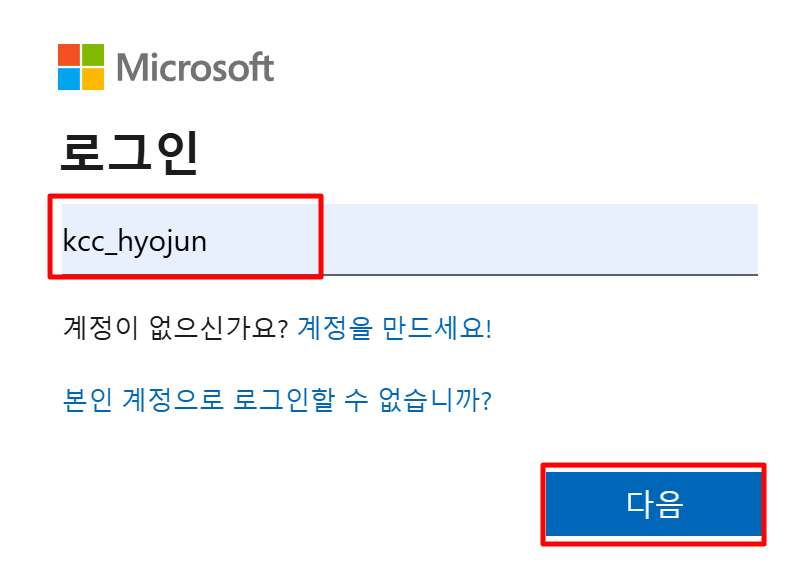 Microsoft
로그인
kcc_hyojun
계정이 없으신가요? 계정을 만드세요!
본인 계정으로 로그인할 수 없습니까?
다음